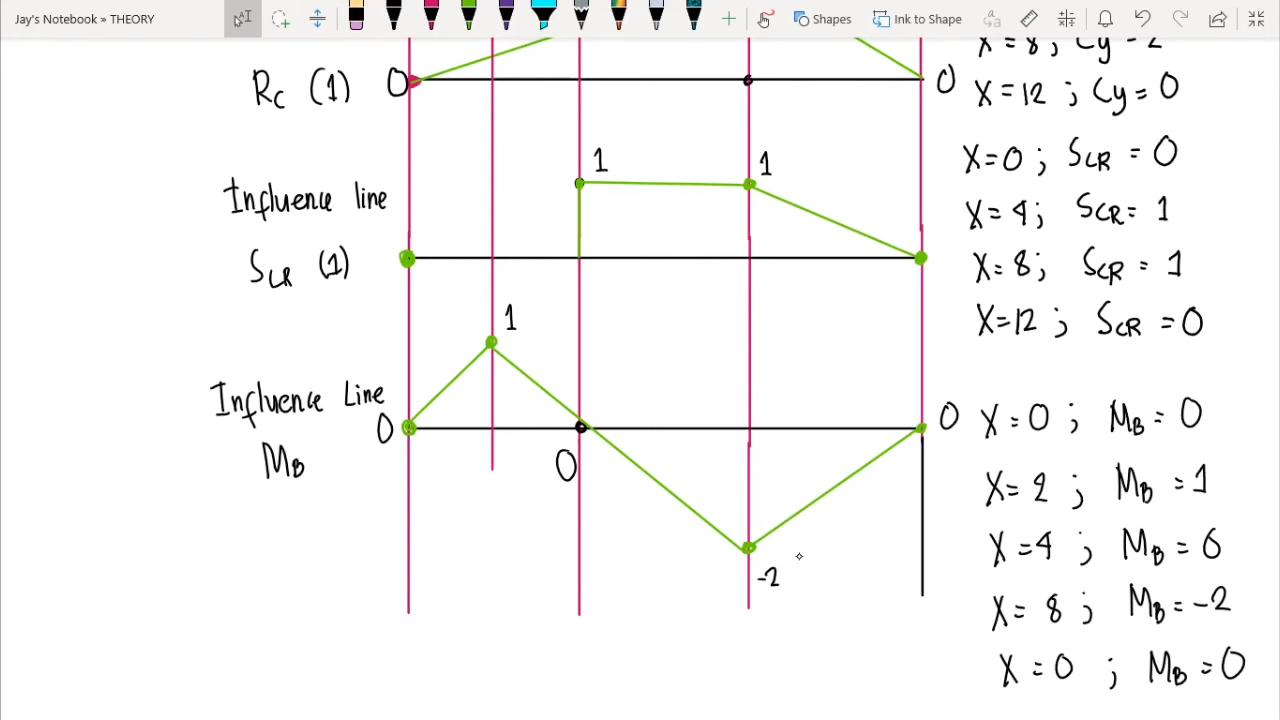 Jay's Notebook » THEORY
Shapes
Ink to Shape
X = 8 ; Cy = 2
Rc (1) 0 0 X = 12 ; Cy = 0
1 1
X=0 ; SCR = 0
Influence line
X = 4 ; SCR = 1
SCR (1)
X = 8 ; SCR = 1
1
X=12 ; SCR = 0
Influence Line
0 0
X = 0 ; MB = 0
MB
0
X = 2 ; MB = 1
X = 4 ; MB = 0
-2
X = 8 ; MB = -2
X = 0 ; MB = 0